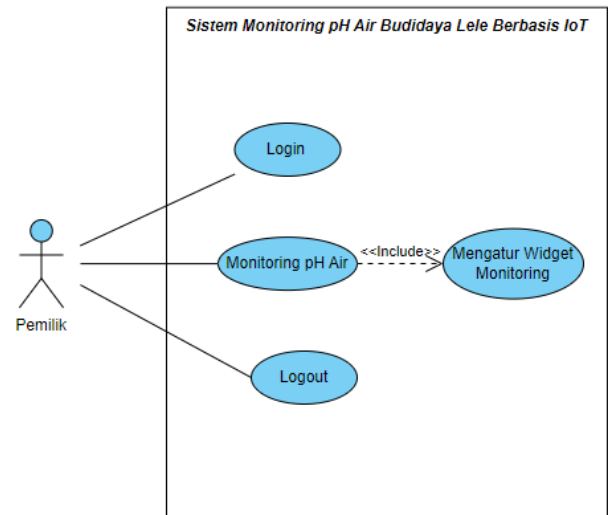 Sistem Monitoring pH Air Budidaya Lele Berbasis IoT
Login
Monitoring pH Air
<<Include>>
Mengatur Widget
Monitoring
Pemilik
Logout